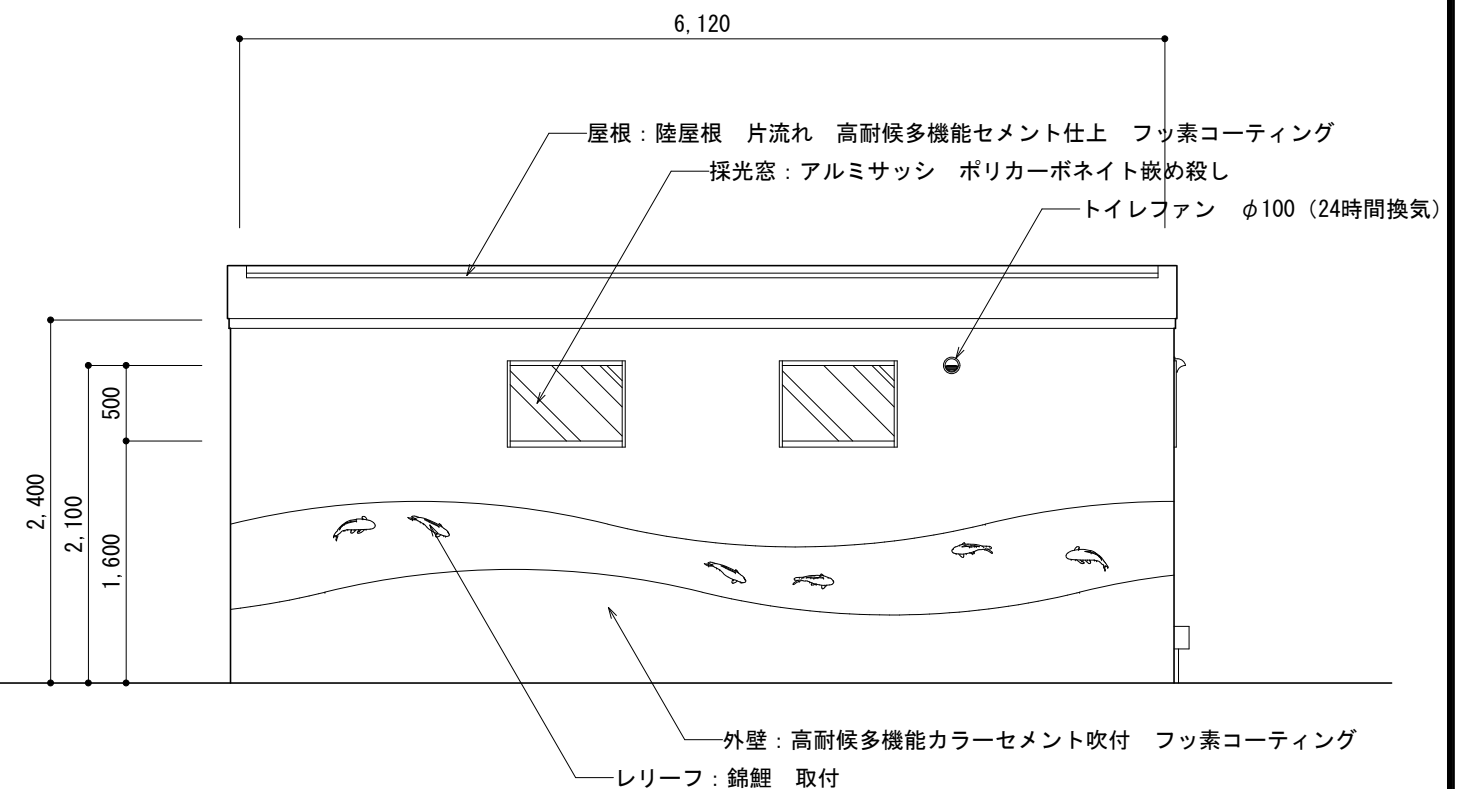 6,120
屋根：陸屋根　片流れ　高耐候多機能セメント仕上　フッ素コーティング
採光窓：アルミサッシ　ポリカーボネイト嵌め殺し
トイレファン　φ100（24時間換気）
2,400
2,100
500
1,600
外壁：高耐候多機能カラーセメント吹付　フッ素コーティング
レリーフ：錦鯉　取付